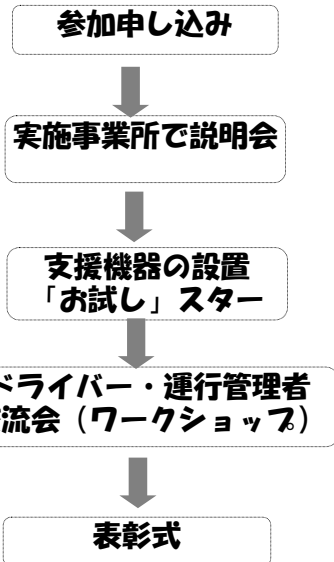 参加申し込み
実施事業所で説明会
支援機器の設置
「お試し」スター
ドライバー・運行管理者
流会（ワークショップ）
表彰式